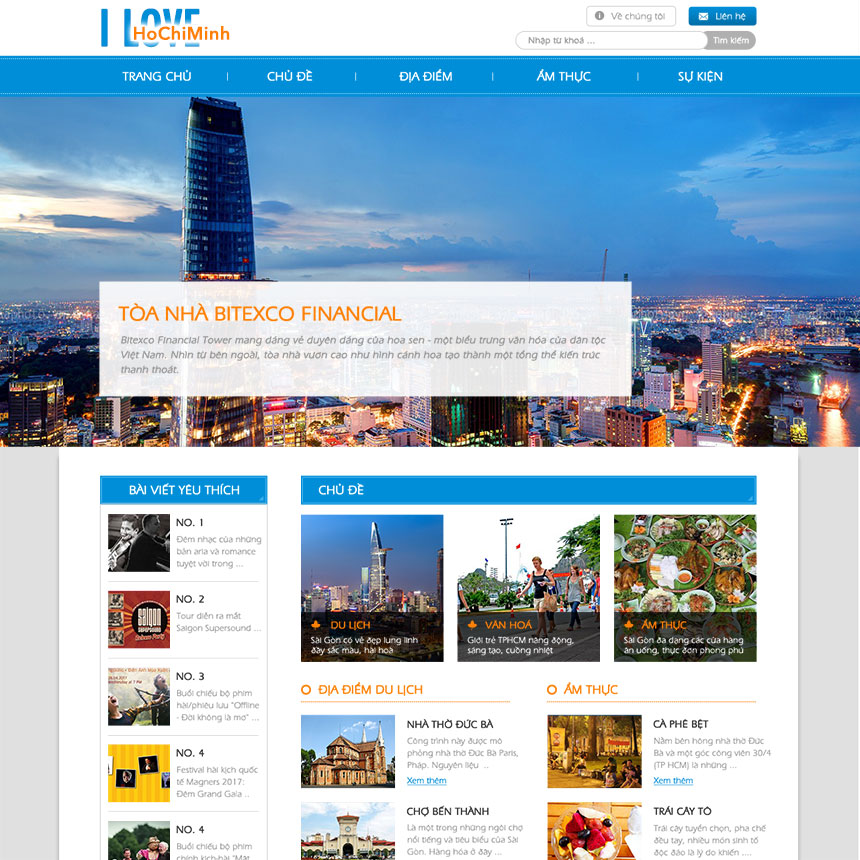 I LOVE
HoChiMinh
Về chúng tôi
Liên hệ
Nhập từ khoá ...
Tìm kiếm
TRANG CHỦ
CHỦ ĐỀ
ĐỊA ĐIỂM
ẨM THỰC
SỰ KIỆN
TÒA NHÀ BITEXCO FINANCIAL
Bitexco Financial Tower mang dáng vẻ duyên dáng của hoa sen - một biểu trưng văn hóa của dân tộc
Việt Nam. Nhìn từ bên ngoài, tòa nhà vươn cao như hình cánh hoa tạo thành một tổng thể kiến trúc
thanh thoát.
BÀI VIẾT YÊU THÍCH
NO. 1
Đêm nhạc của những
bản aria và romance
tuyệt vời trong ...
NO. 2
Tour diễn ra mắt
Saigon Supersound ...
saigon
SUPERSOUND
NO. 3
Buổi chiếu bộ phim
hài/phiêu lưu "Offline
- Đời không là mơ" ...
NO. 4
Festival hài kịch quốc
tế Magners 2017:
Đêm Grand Gala ..
NO. 4
Buổi chiếu bộ phim
chính kịch-hài "Mật
CHỦ ĐỀ
DU LỊCH
Sài Gòn có vẻ đẹp lung linh
đầy sắc màu, hài hoà
VĂN HOÁ
Giới trẻ TPHCM năng động,
sáng tạo, cuồng nhiệt
ẨM THỰC
Sài Gòn đa dạng các cửa hàng
ăn uống, thực đơn phong phú
ĐỊA ĐIỂM DU LỊCH
NHÀ THỜ ĐỨC BÀ
Công trình này được mô
phỏng nhà thờ Đức Bà Paris,
Pháp. Nguyên liệu ..
Xem thêm
CHỢ BẾN THÀNH
Là một trong những ngôi chợ
nổi tiếng và tiêu biểu của Sài
Gòn. Hàng hóa ở đây ...
ẨM THỰC
CÀ PHÊ BỆT
Nằm bên hông nhà thờ Đức
Bà và một góc công viên 30/4
(TP HCM) là những ...
Xem thêm
TRÁI CÂY TÔ
Trái cây tuyển chọn, pha chế
đều tay, nhiều món sinh tố
độc đáo là lý do khiến ....